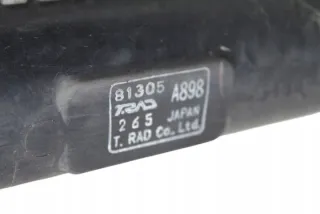 81305 A898
TRAD
265 JAPAN
T. RAD Co., Ltd.